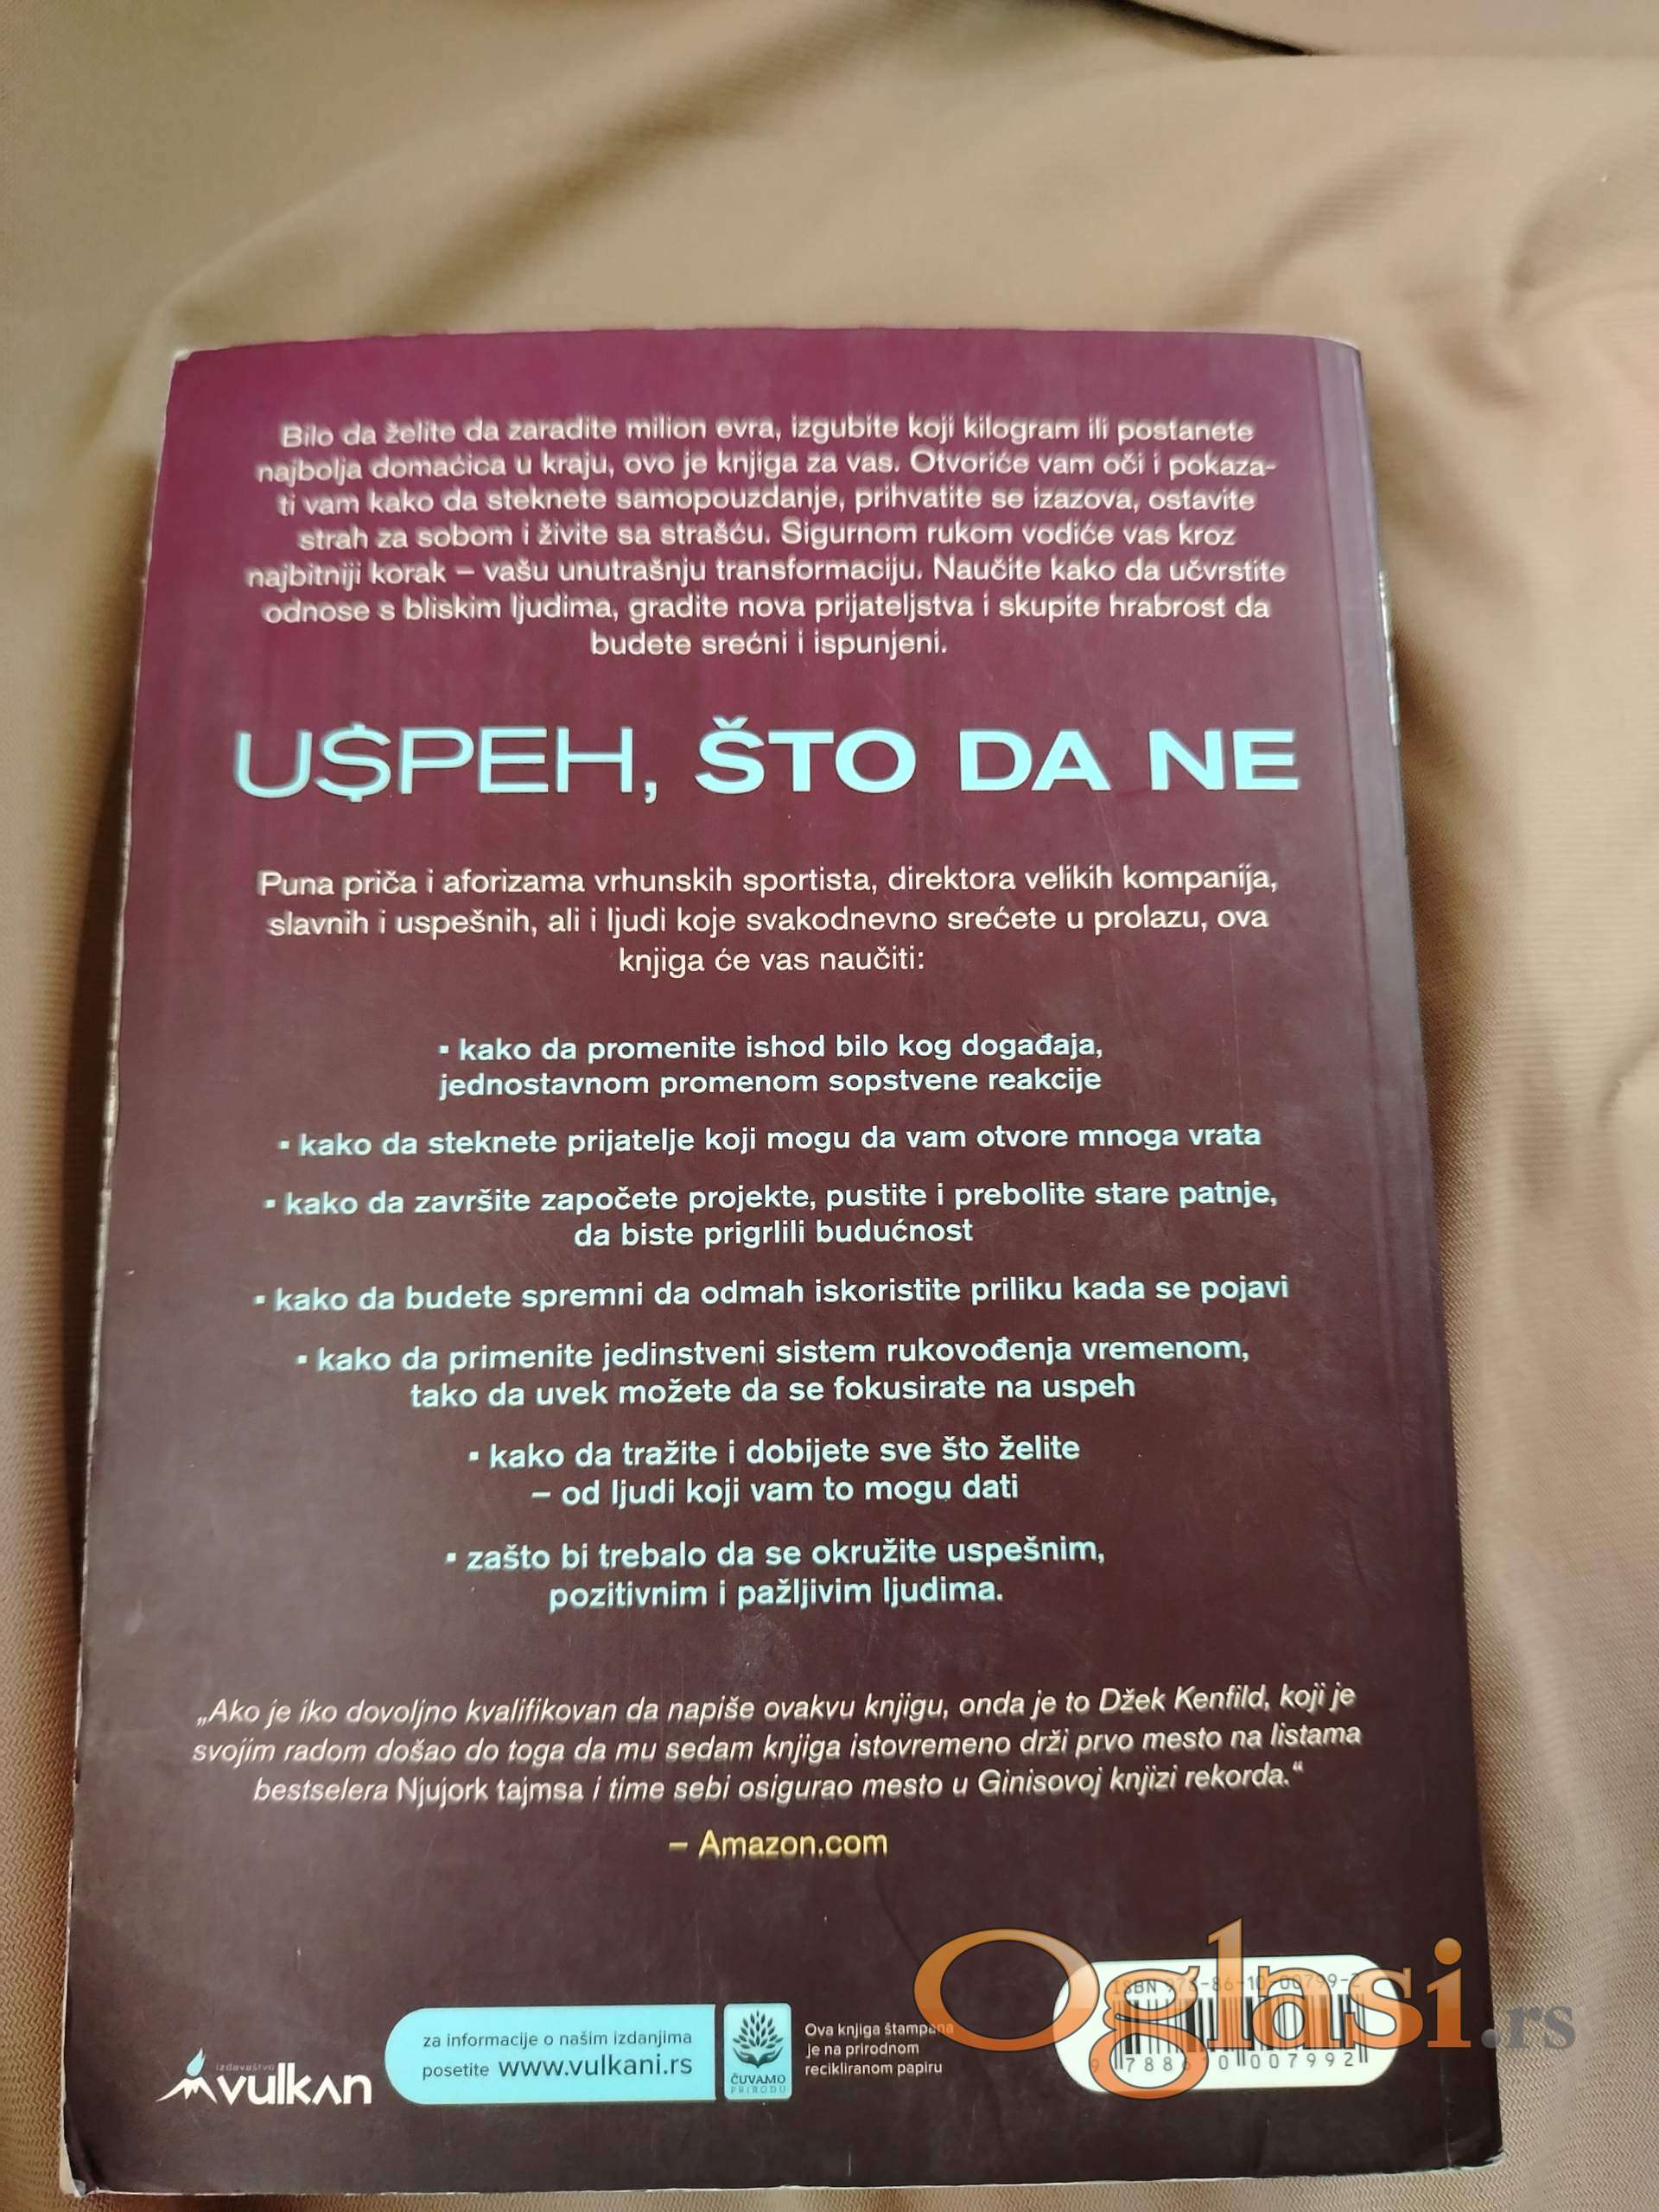 Bilo da želite da zaradite milion evra, izgubite koji kilogram ili postanete
najbolja domaćica u kraju, ovo je knjiga za vas. Otvoriće vam oči i pokaza-
ti vam kako da steknete samopouzdanje, prihvatite se izazova, ostavite
strah za sobom i živite sa strašću. Sigurnom rukom vodiće vas kroz
najbitniji korak – vašu unutrašnju transformaciju. Naučite kako da učvrstite
odnose s bliskim ljudima, gradite nova prijateljstva i skupite hrabrost da
budete srećni i ispunjeni.
U$PEH, ŠTO DA NE
Puna priča i aforizama vrhunskih sportista, direktora velikih kompanija,
slavnih i uspešnih, ali i ljudi koje svakodnevno srećete u prolazu, ova
knjiga će vas naučiti:
▪ kako da promenite ishod bilo kog događaja,
jednostavnom promenom sopstvene reakcije
▪ kako da steknete prijatelje koji mogu da vam otvore mnoga vrata
▪ kako da završite započete projekte, pustite i prebolite stare patnje,
da biste prigrlili budućnost
▪ kako da budete spremni da odmah iskoristite priliku kada se pojavi
▪ kako da primenite jedinstveni sistem rukovođenja vremenom,
tako da uvek možete da se fokusirate na uspeh
▪ kako da tražite i dobijete sve što želite
– od ljudi koji vam to mogu dati
▪ zašto bi trebalo da se okružite uspešnim,
pozitivnim i pažljivim ljudima.
„Ako je iko dovoljno kvalifikovan da napiše ovakvu knjigu, onda je to Džek Kenfild, koji je
svojim radom došao do toga da mu sedam knjiga istovremeno drži prvo mesto na listama
bestselera Njujork tajmsa i time sebi osigurao mesto u Ginisovoj knjizi rekorda.“
– Amazon.com
izdavaštvo
vulkan
za informacije o našim izdanjima
posetite www.vulkani.rs
ČUVAMO
PRIRODU
Ova knjiga štampana
je na prirodnom
recikliranom papiru
ISBN
Oglasi.rs